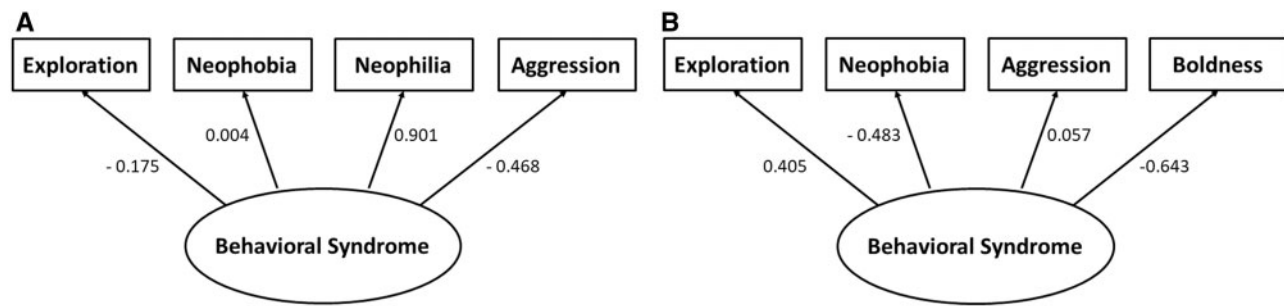 A
Exploration
Neophobia
Neophilia
Aggression
- 0.175
0.004
0.901
- 0.468
Behavioral Syndrome
B
Exploration
Neophobia
Aggression
Boldness
0.405
- 0.483
0.057
-0.643
Behavioral Syndrome